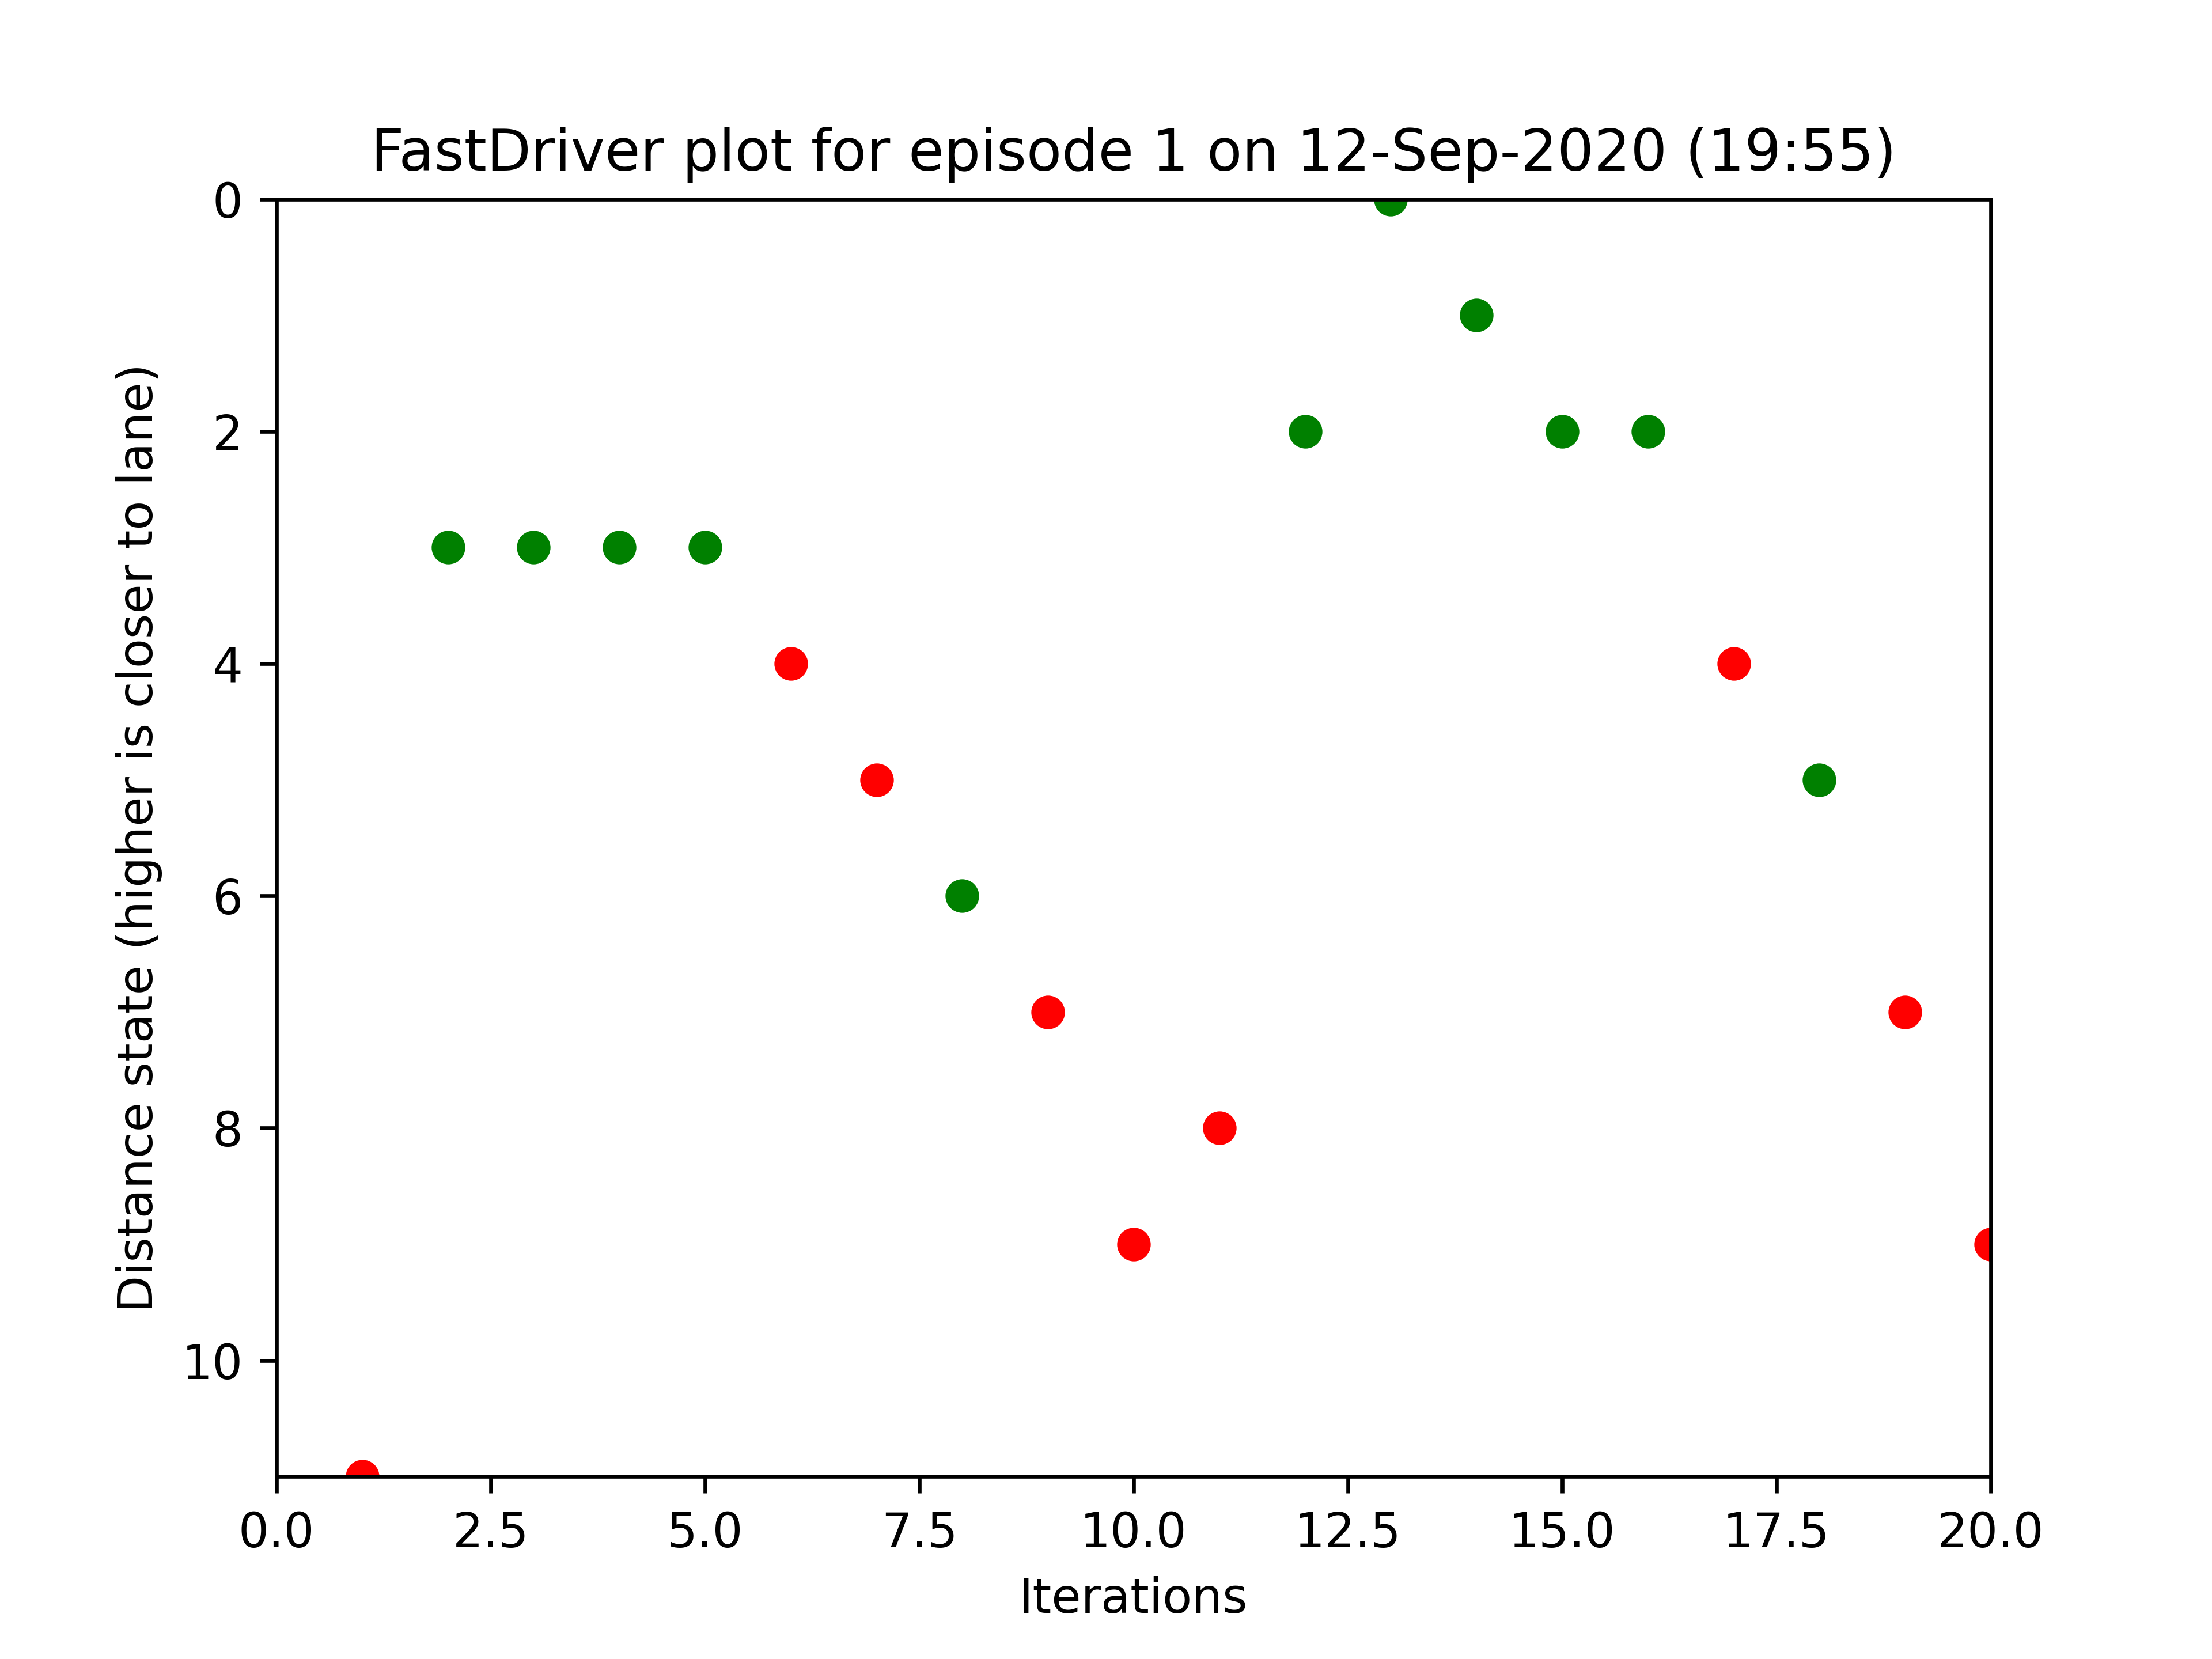 FastDriver plot for episode 1 on 12-Sep-2020 (19:55)
Distance state (higher is closer to lane)
0
2
4
6
8
10
0.0 2.5 5.0 7.5 10.0 12.5 15.0 17.5 20.0
Iterations